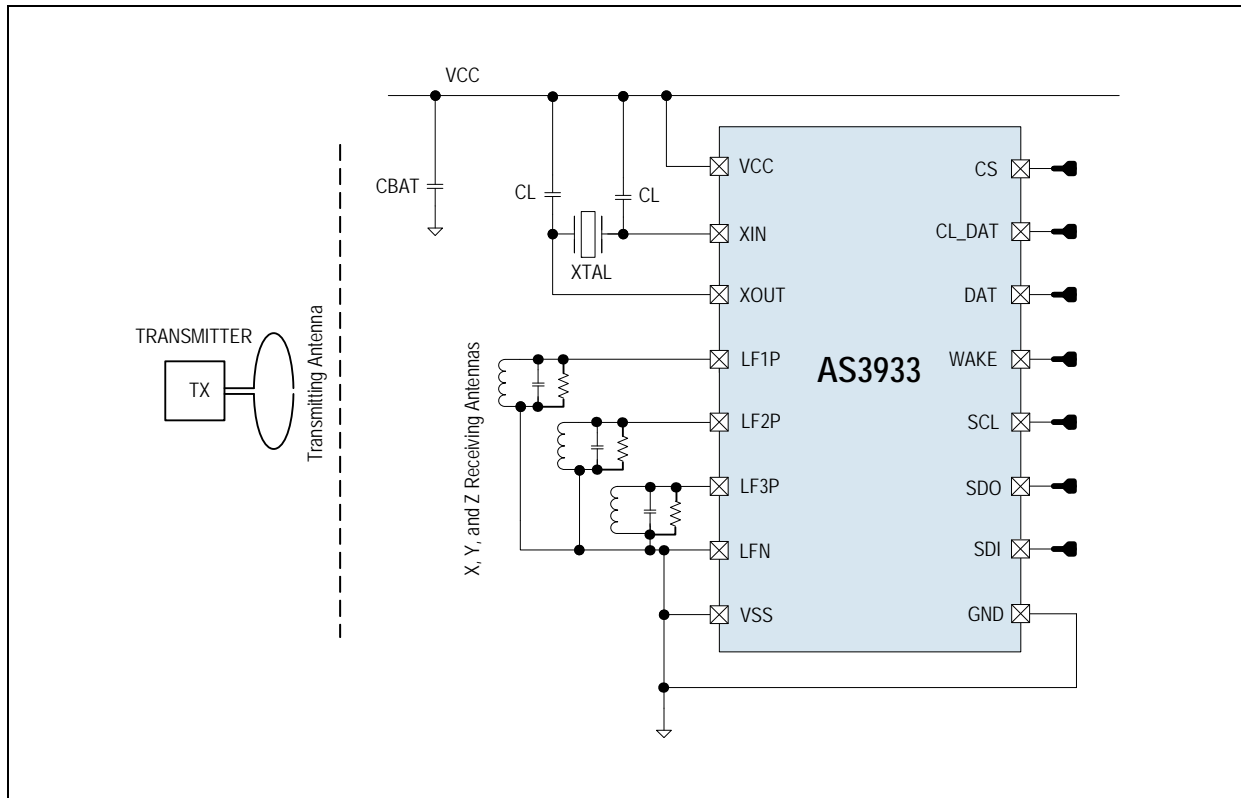 VCC
CBAT
CL
CL
XTAL
TRANSMITTER
TX
Transmitting Antenna
X, Y, and Z Receiving Antennas
VCC
XIN
XOUT
LF1P
LF2P
LF3P
LFN
VSS
AS3933
CS
CL_DAT
DAT
WAKE
SCL
SDO
SDI
GND